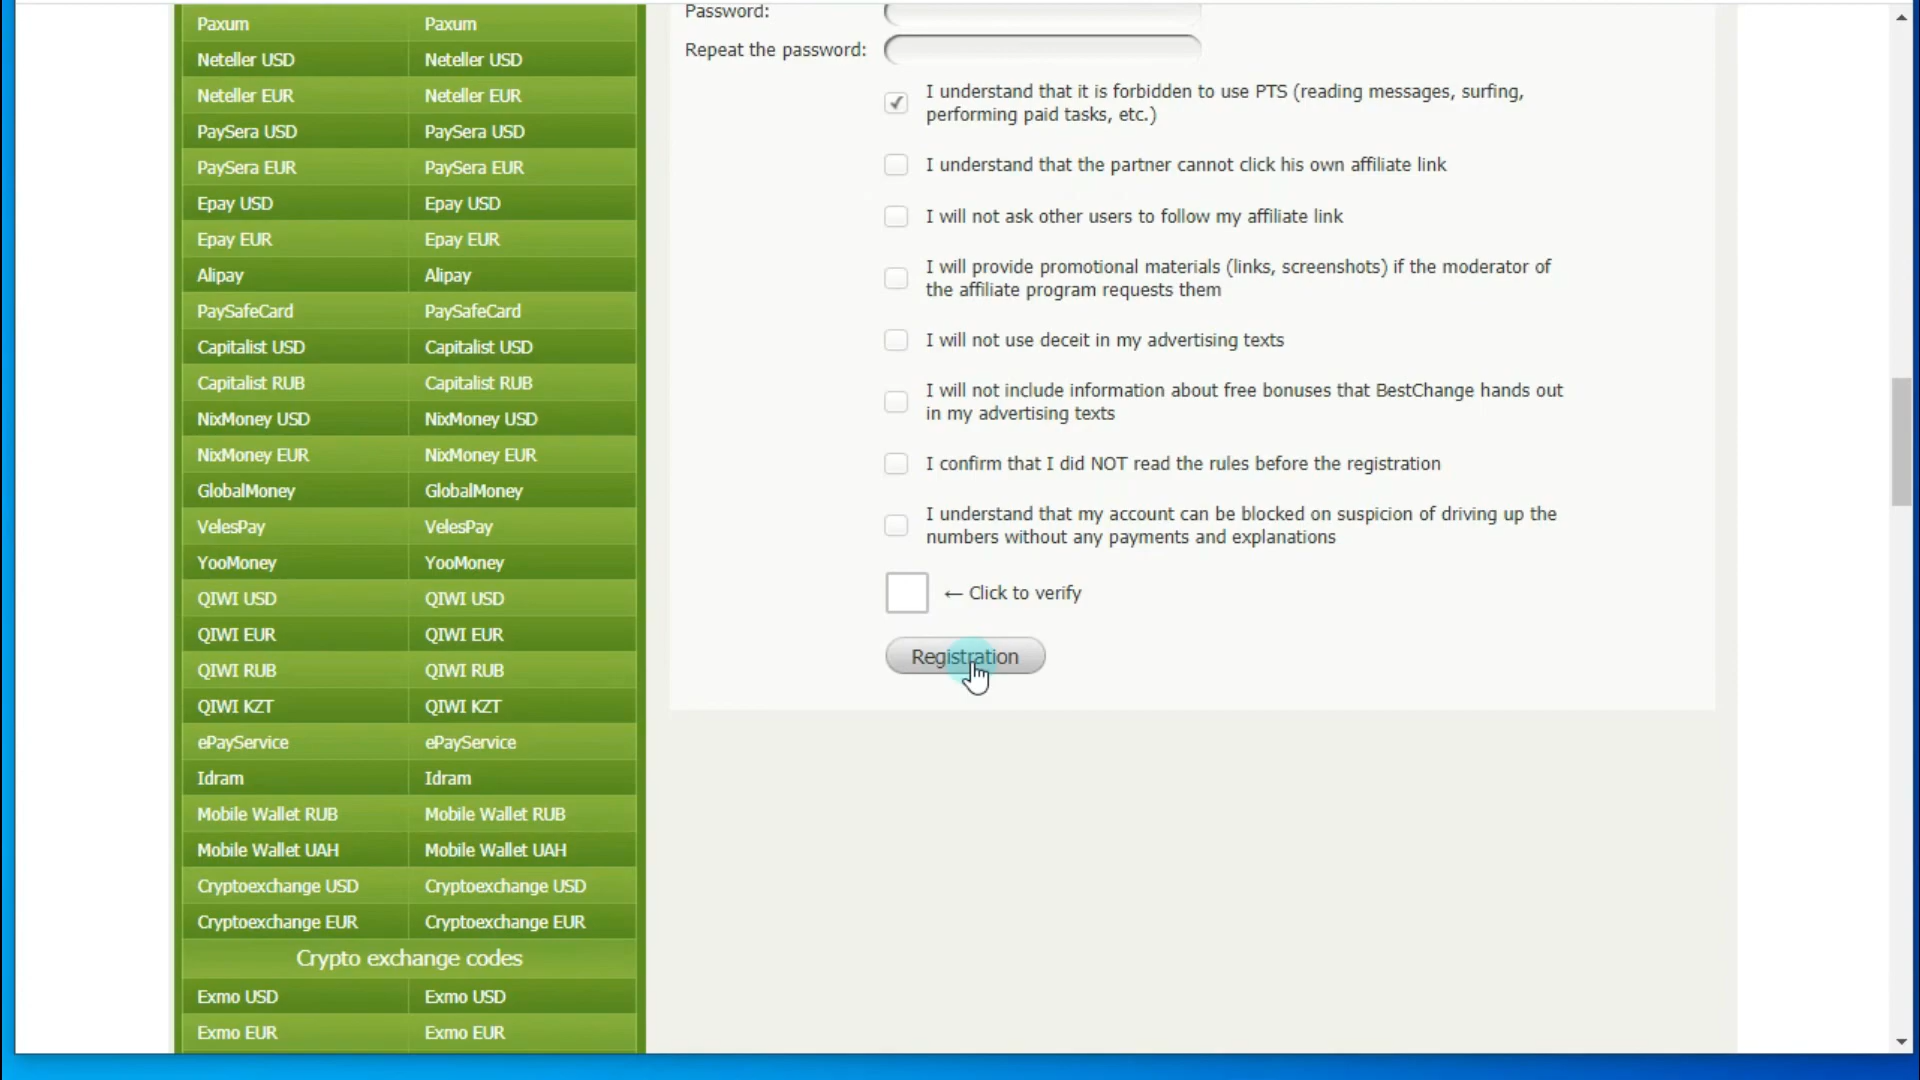 Paxum Paxum
Neteller USD Neteller USD
Neteller EUR Neteller EUR
PaySera USD PaySera USD
PaySera EUR PaySera EUR
Epay USD Epay USD
Epay EUR Epay EUR
Alipay Alipay
PaySafeCard PaySafeCard
Capitalist USD Capitalist USD
Capitalist RUB Capitalist RUB
NixMoney USD NixMoney USD
NixMoney EUR NixMoney EUR
GlobalMoney GlobalMoney
VelesPay VelesPay
YooMoney YooMoney
QIWI USD QIWI USD
QIWI EUR QIWI EUR
QIWI RUB QIWI RUB
QIWI KZT QIWI KZT
ePayService ePayService
Idram Idram
Mobile Wallet RUB Mobile Wallet RUB
Mobile Wallet UAH Mobile Wallet UAH
Cryptoexchange USD Cryptoexchange USD
Cryptoexchange EUR Cryptoexchange EUR
Crypto exchange codes
Exmo USD Exmo USD
Exmo EUR Exmo EUR
Password:
Repeat the password:
I understand that it is forbidden to use PTS (reading messages, surfing,
performing paid tasks, etc.)
I understand that the partner cannot click his own affiliate link
I will not ask other users to follow my affiliate link
I will provide promotional materials (links, screenshots) if the moderator of
the affiliate program requests them
I will not use deceit in my advertising texts
I will not include information about free bonuses that BestChange hands out
in my advertising texts
I confirm that I did NOT read the rules before the registration
I understand that my account can be blocked on suspicion of driving up the
numbers without any payments and explanations
← Click to verify
Registration